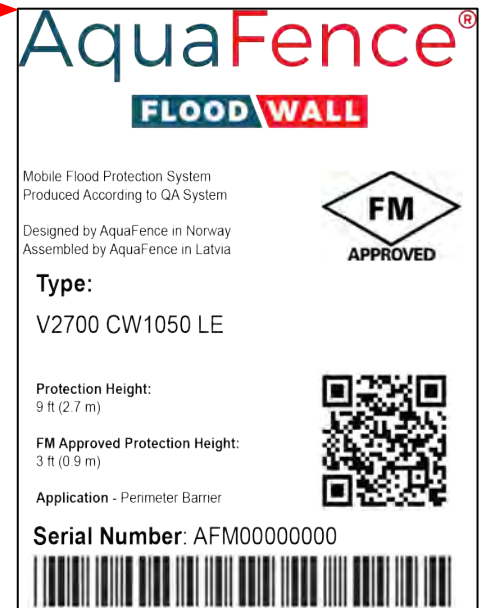 AquaFence®
FLOOD WALL
Mobile Flood Protection System
Produced According to QA System
Designed by AquaFence in Norway
Assembled by AquaFence in Latvia
FM
APPROVED
Type:
V2700 CW1050 LE
Protection Height:
9 ft (2.7 m)
FM Approved Protection Height:
3 ft (0.9 m)
Application - Perimeter Barrier
Serial Number: AFM00000000